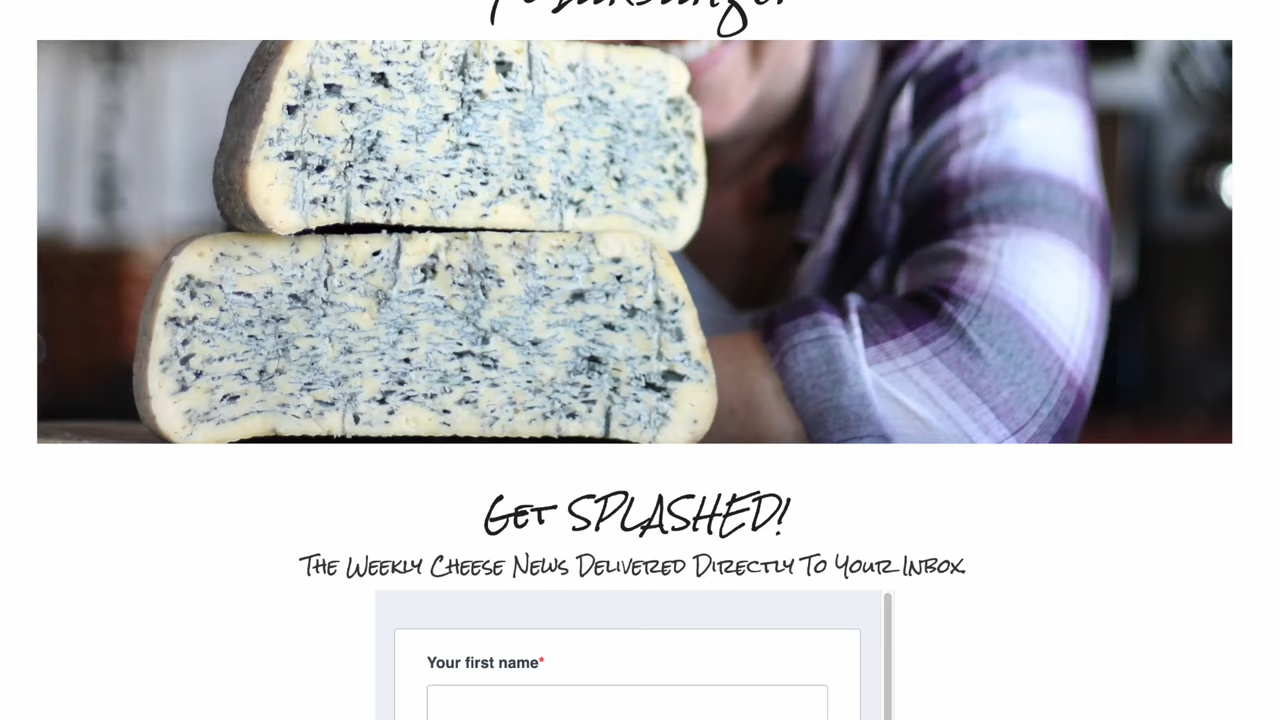 Get SPLASHED!
The Weekly Cheese News Delivered Directly To Your Inbox.
Your first name*